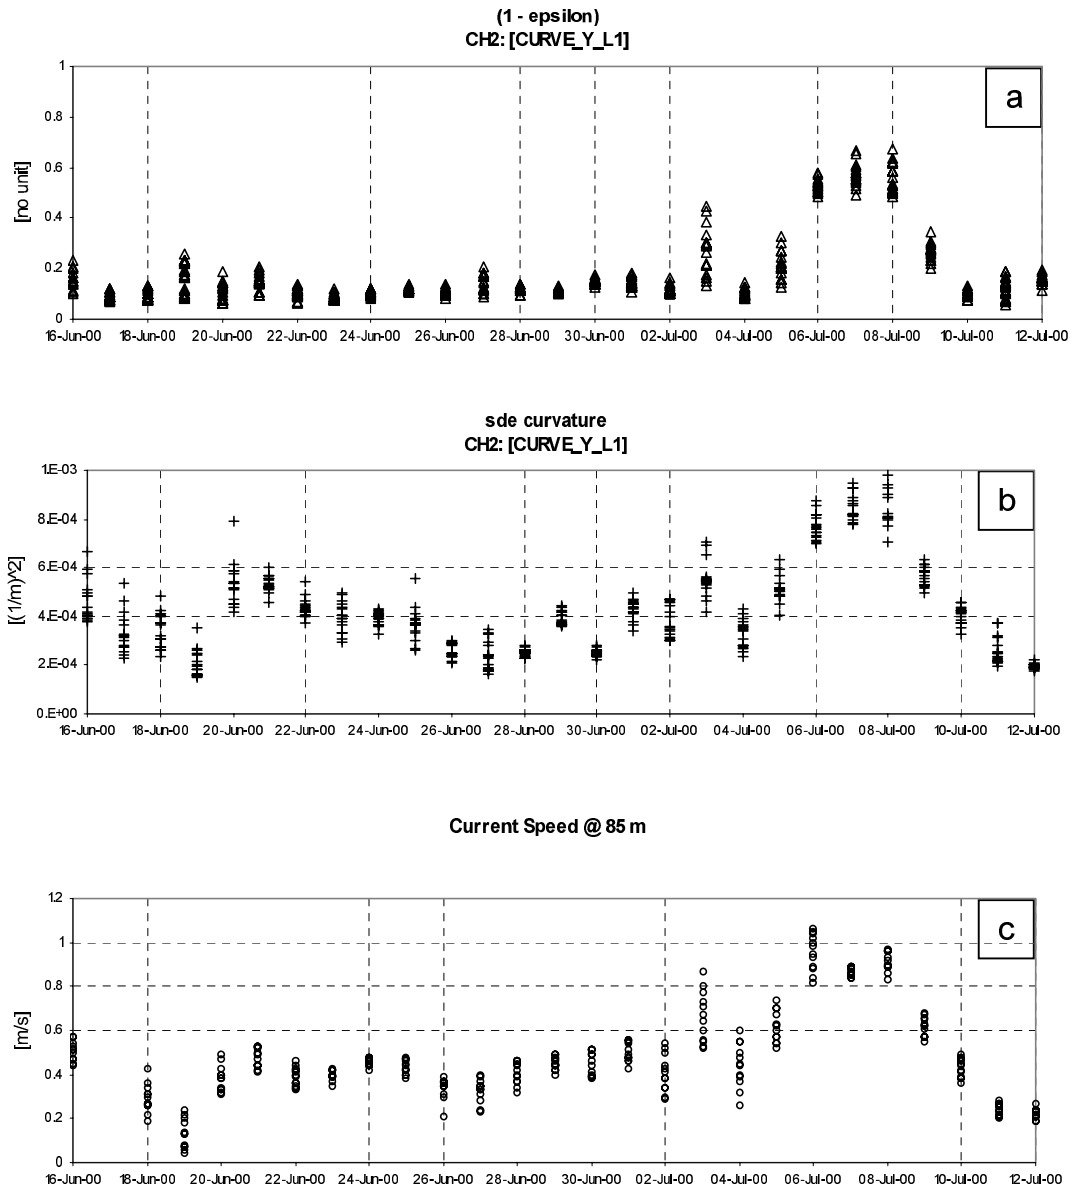 (1 - epsilon)
CH2: [CURVE_Y_L1]
a
[no unit]
1
0.8
0.6
0.4
0.2
0
16-Jun-00 18-Jun-00 20-Jun-00 22-Jun-00 24-Jun-00 26-Jun-00 28-Jun-00 30-Jun-00 02-Jul-00 04-Jul-00 06-Jul-00 08-Jul-00 10-Jul-00 12-Jul-00
sde curvature
CH2: [CURVE_Y_L1]
b
[(1/m)^2]
1.E-03
8.E-04
6.E-04
4.E-04
2.E-04
0.E+00
16-Jun-00 18-Jun-00 20-Jun-00 22-Jun-00 24-Jun-00 26-Jun-00 28-Jun-00 30-Jun-00 02-Jul-00 04-Jul-00 06-Jul-00 08-Jul-00 10-Jul-00 12-Jul-00
Current Speed @ 85 m
c
[m/s]
1.2
1
0.8
0.6
0.4
0.2
0
16-Jun-00 18-Jun-00 20-Jun-00 22-Jun-00 24-Jun-00 26-Jun-00 28-Jun-00 30-Jun-00 02-Jul-00 04-Jul-00 06-Jul-00 08-Jul-00 10-Jul-00 12-Jul-00